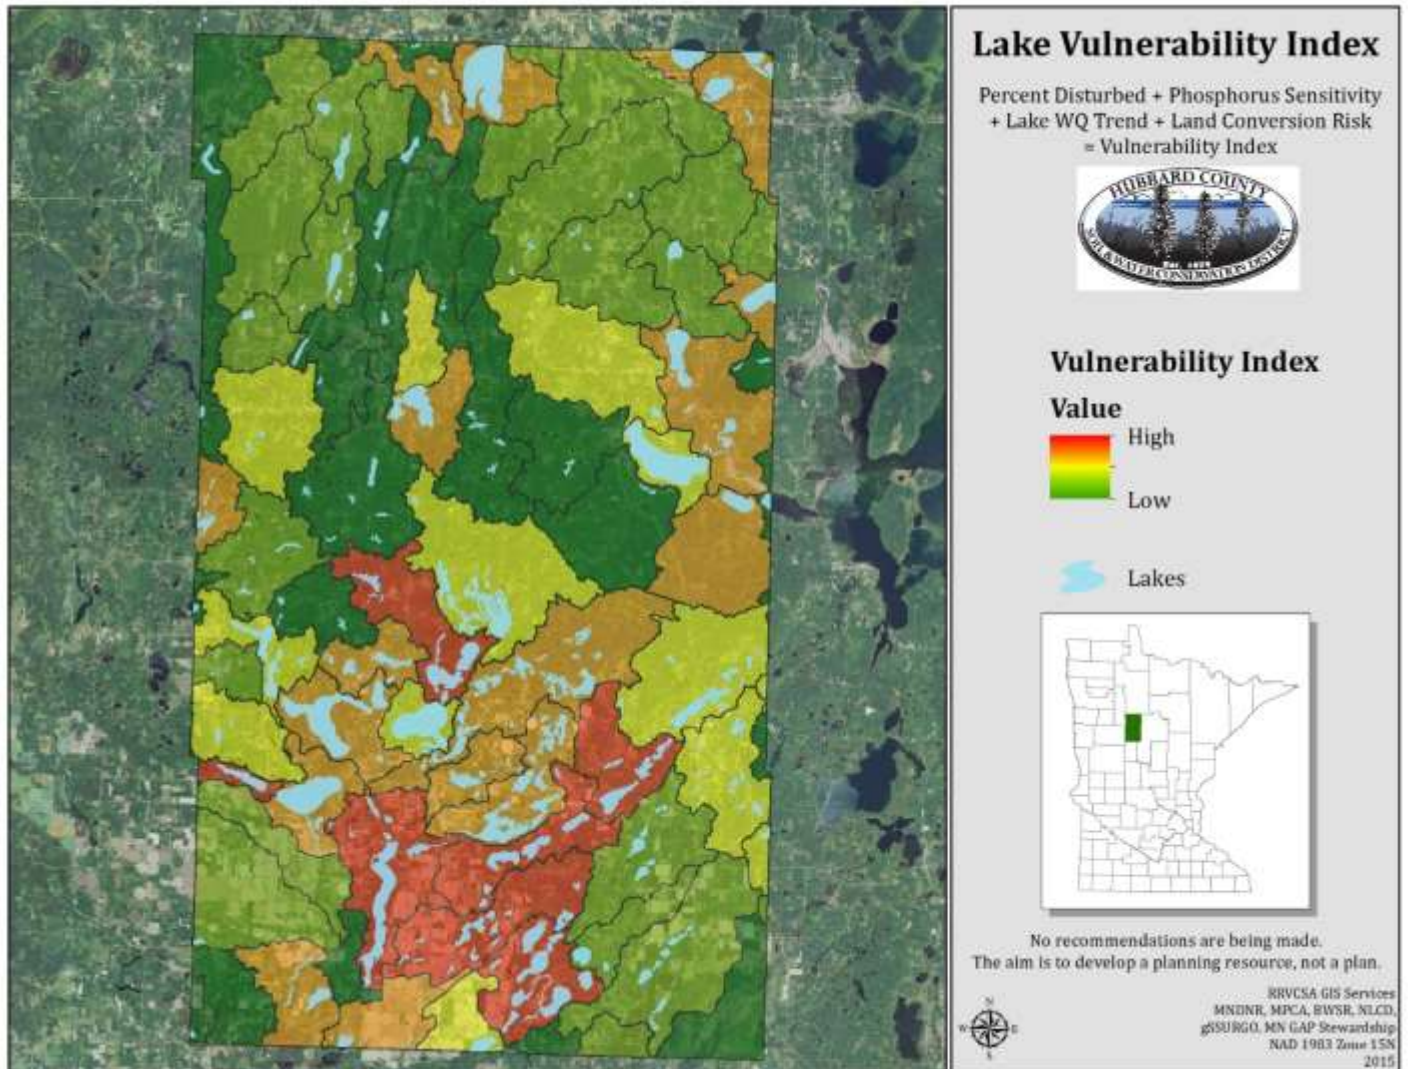 Lake Vulnerability Index
Percent Disturbed + Phosphorus Sensitivity
+ Lake WQ Trend + Land Conversion Risk
= Vulnerability Index
HUBBARD COUNTY
SOIL & WATER CONSERVATION DISTRICT
Vulnerability Index
Value
High
Low
Lakes
No recommendations are being made.
The aim is to develop a planning resource, not a plan.
N
W
E
S
RRVCSA GIS Services
MNDNR, MPCA, BWSR, NLCD,
gSSURGO, MN GAP Stewardship
NAD 1983 Zone 15N
2015